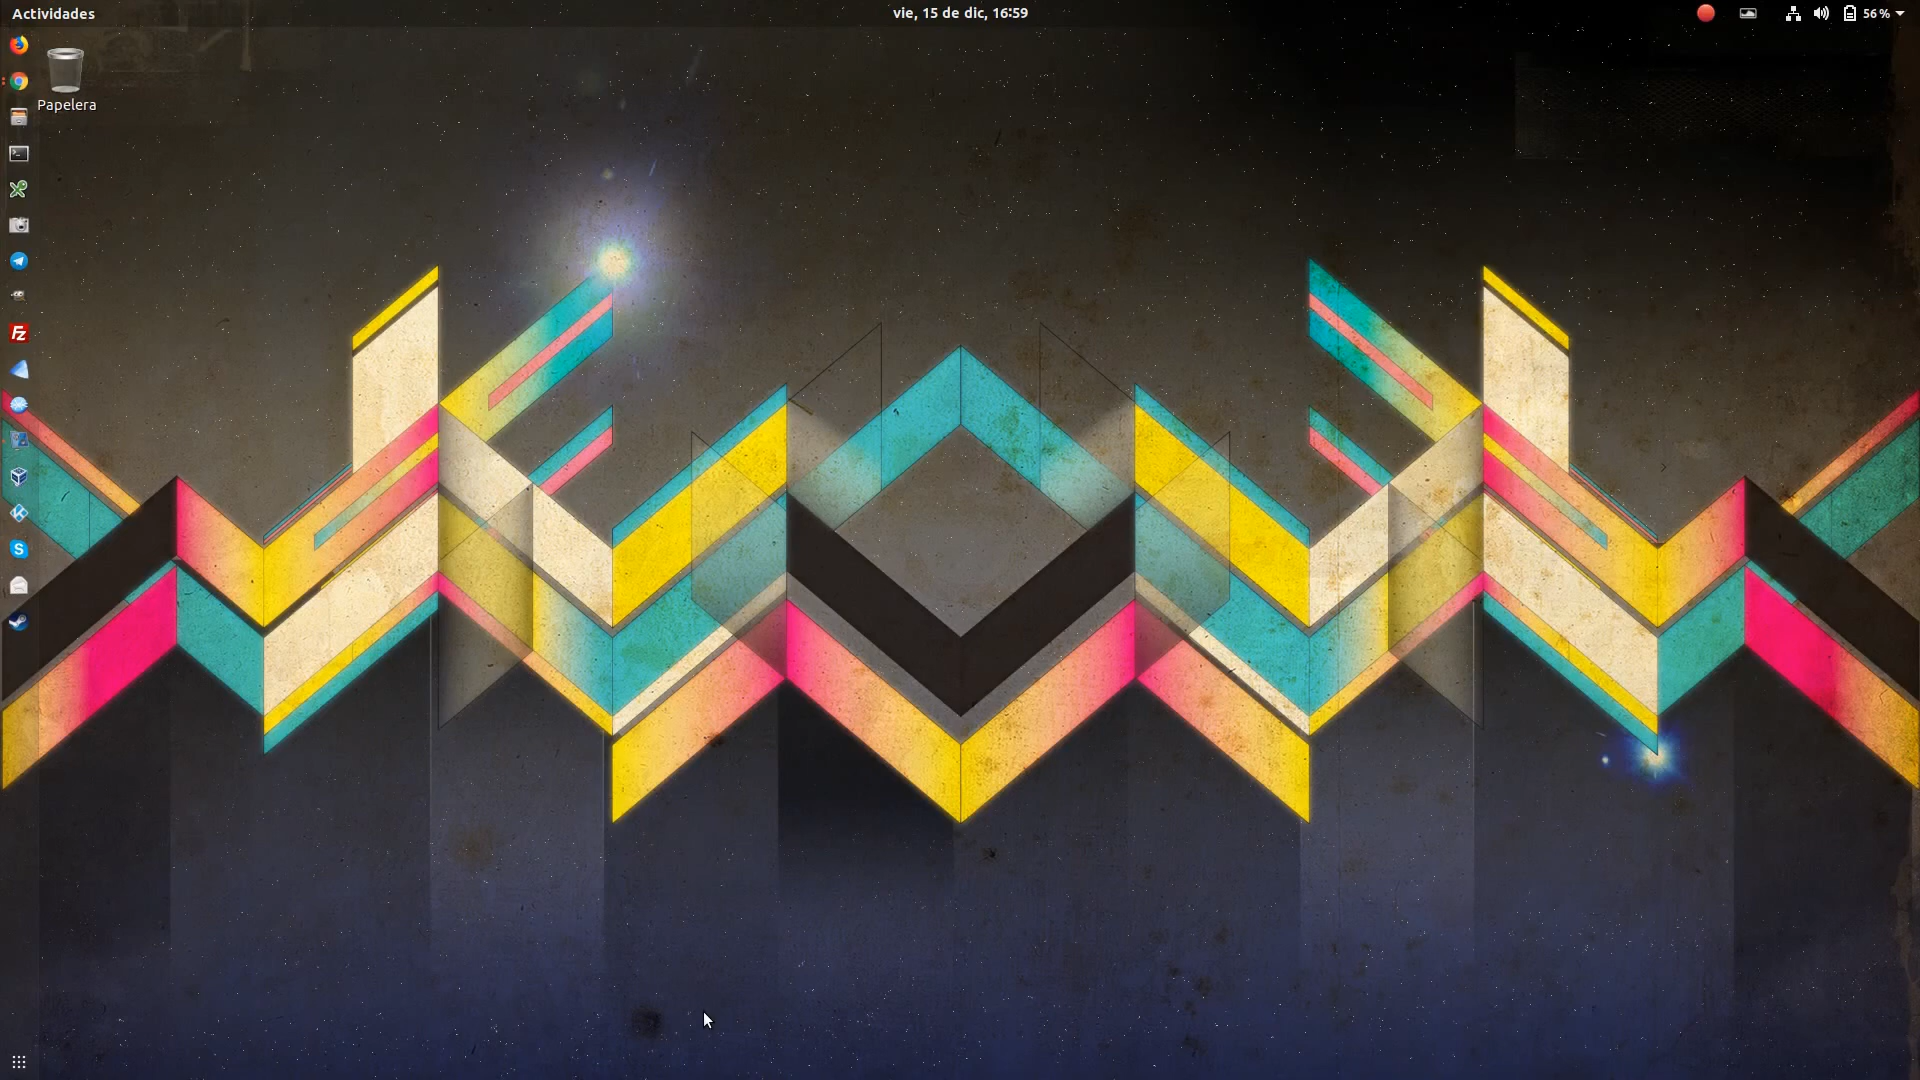 Actividades
vie, 15 de dic, 16:59
56 %
Papelera